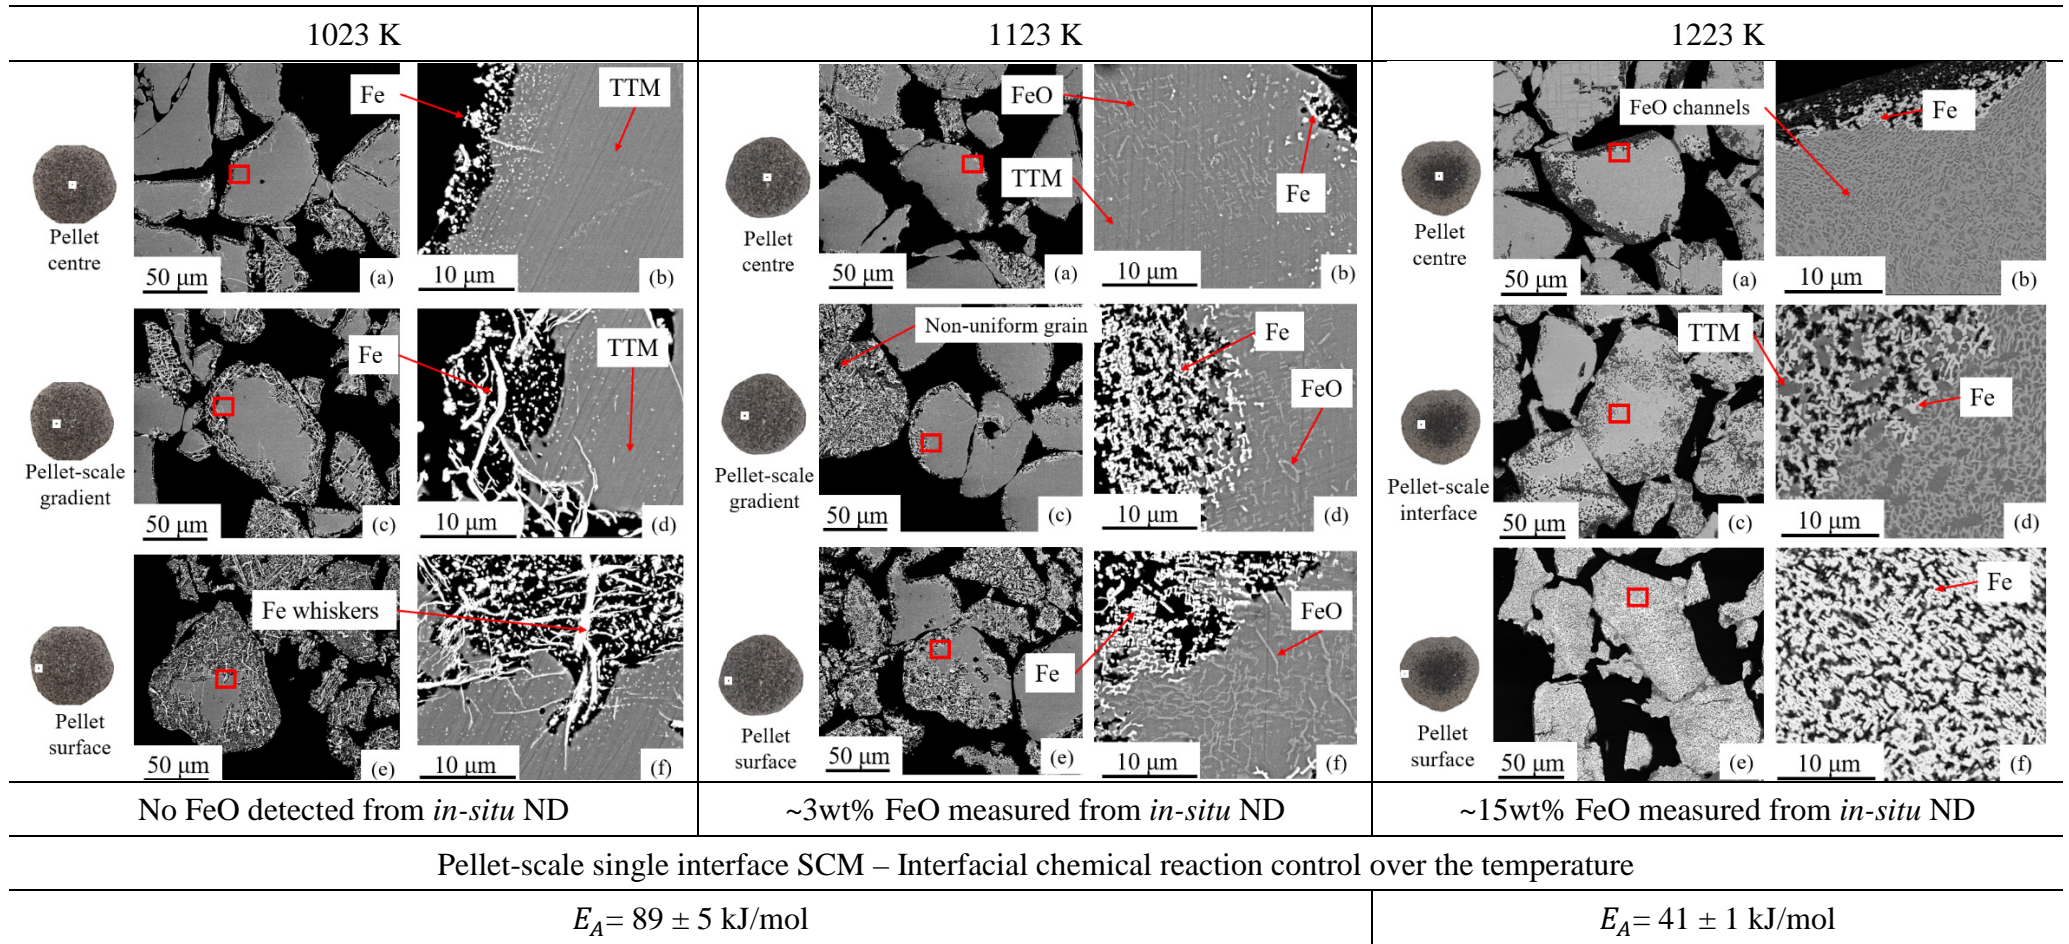 1023 K
1123 K
1223 K
Fe
TTM
Pellet
centre
50 μm
(a)
10 μm
(b)
Fe
TTM
Pellet-scale
gradient
50 μm
(c)
10 μm
(d)
Fe whiskers
Pellet
surface
50 μm
(e)
10 μm
(f)
FeO
TTM
Fe
Pellet
centre
50 μm
(a)
10 μm
(b)
Non-uniform grain
Fe
FeO
Pellet-scale
gradient
50 μm
(c)
10 μm
(d)
Fe
FeO
Pellet
surface
50 μm
(e)
10 μm
(f)
FeO channels
Fe
Pellet
centre
50 μm
(a)
10 μm
(b)
TTM
Fe
Pellet-scale
interface
50 μm
(c)
10 μm
(d)
Fe
Pellet
surface
50 μm
(e)
10 μm
(f)
No FeO detected from in-situ ND
~3wt% FeO measured from in-situ ND
~15wt% FeO measured from in-situ ND
Pellet-scale single interface SCM – Interfacial chemical reaction control over the temperature
E_A= 89 ± 5 kJ/mol
E_A= 41 ± 1 kJ/mol